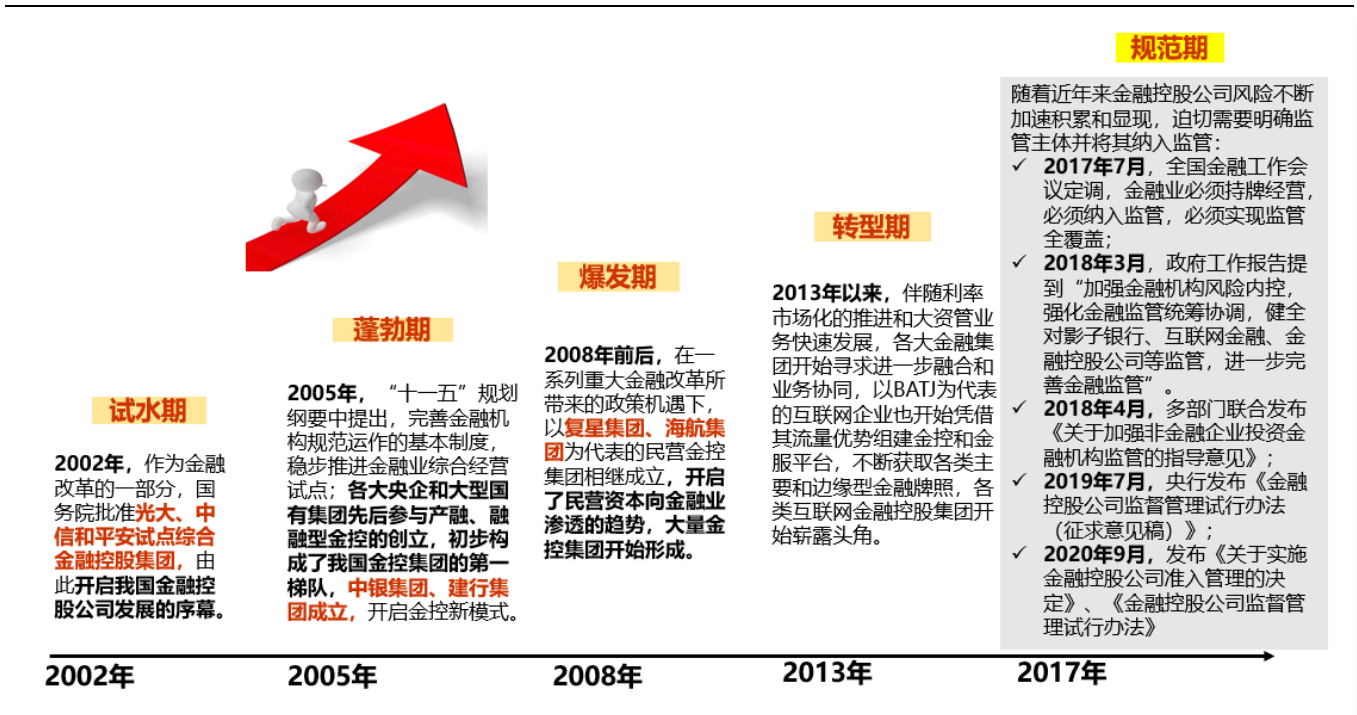 试水期
2002年，作为金融
改革的一部分，国
务院批准光大、中
信和平安试点综合
金融控股集团，由
此开启我国金融控
股公司发展的序幕。
蓬勃期
2005年，“十一五”规划
纲要中提出，完善金融机
构规范运作的基本制度，
稳步推进金融业综合经营
试点；各大央企和大型国
有集团先后参与产融、融
融型金控的创立，初步构
成了我国金控集团的第一
梯队，中银集团、建行集
团成立，开启金控新模式。
爆发期
2008年前后，在一
系列重大金融改革所
带来的政策机遇下，
以复星集团、海航集
团为代表的民营金控
集团相继成立，开启
了民营资本向金融业
渗透的趋势，大量金
控集团开始形成。
转型期
2013年以来，伴随利率
市场化的推进和大资管业
务快速发展，各大金融集
团开始寻求进一步融合和
业务协同，以BATJ为代表
的互联网企业也开始凭借
其流量优势组建金控和金
服平台，不断获取各类主
要和边缘型金融牌照，各
类互联网金融控股集团开
始崭露头角。
规范期
随着近年来金融控股公司风险不断
加速积累和显现，迫切需要明确监
管主体并将其纳入监管：
✓ 2017年7月，全国金融工作会
议定调，金融业必须持牌经营，
必须纳入监管，必须实现监管
全覆盖；
✓ 2018年3月，政府工作报告提
到“加强金融机构风险内控，
强化金融监管统筹协调，健全
对影子银行、互联网金融、金
融控股公司等监管，进一步完
善金融监管”。
✓ 2018年4月，多部门联合发布
《关于加强非金融企业投资金
融机构监管的指导意见》；
✓ 2019年7月，央行发布《金融
控股公司监督管理试行办法
（征求意见稿）》；
✓ 2020年9月，发布《关于实施
金融控股公司准入管理的决
定》、《金融控股公司监督管
理试行办法》
2002年
2005年
2008年
2013年
2017年